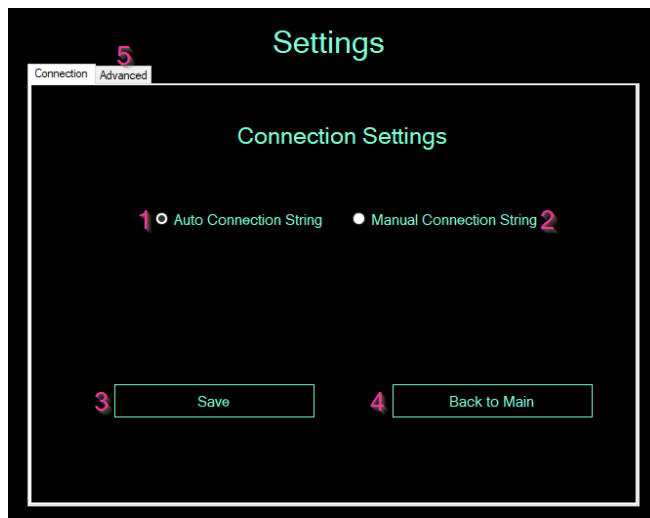 Settings
5
Connection Advanced
Connection Settings
1 Auto Connection String Manual Connection String 2
3 Save 4 Back to Main